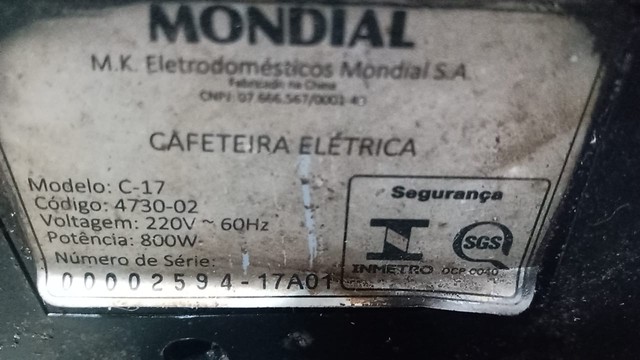 MONDIAL
M.K. Eletrodomésticos Mondial S.A.
Fabricado na China
CNPJ 07.666.567/0001-40
CAFETEIRA ELÉTRICA
Modelo: C-17
Código: 4730-02
Voltagem: 220V ~ 60Hz
Potência: 800W
Número de Série:
00002594-17A01
Segurança
SGS
INMETRO OCP 0040